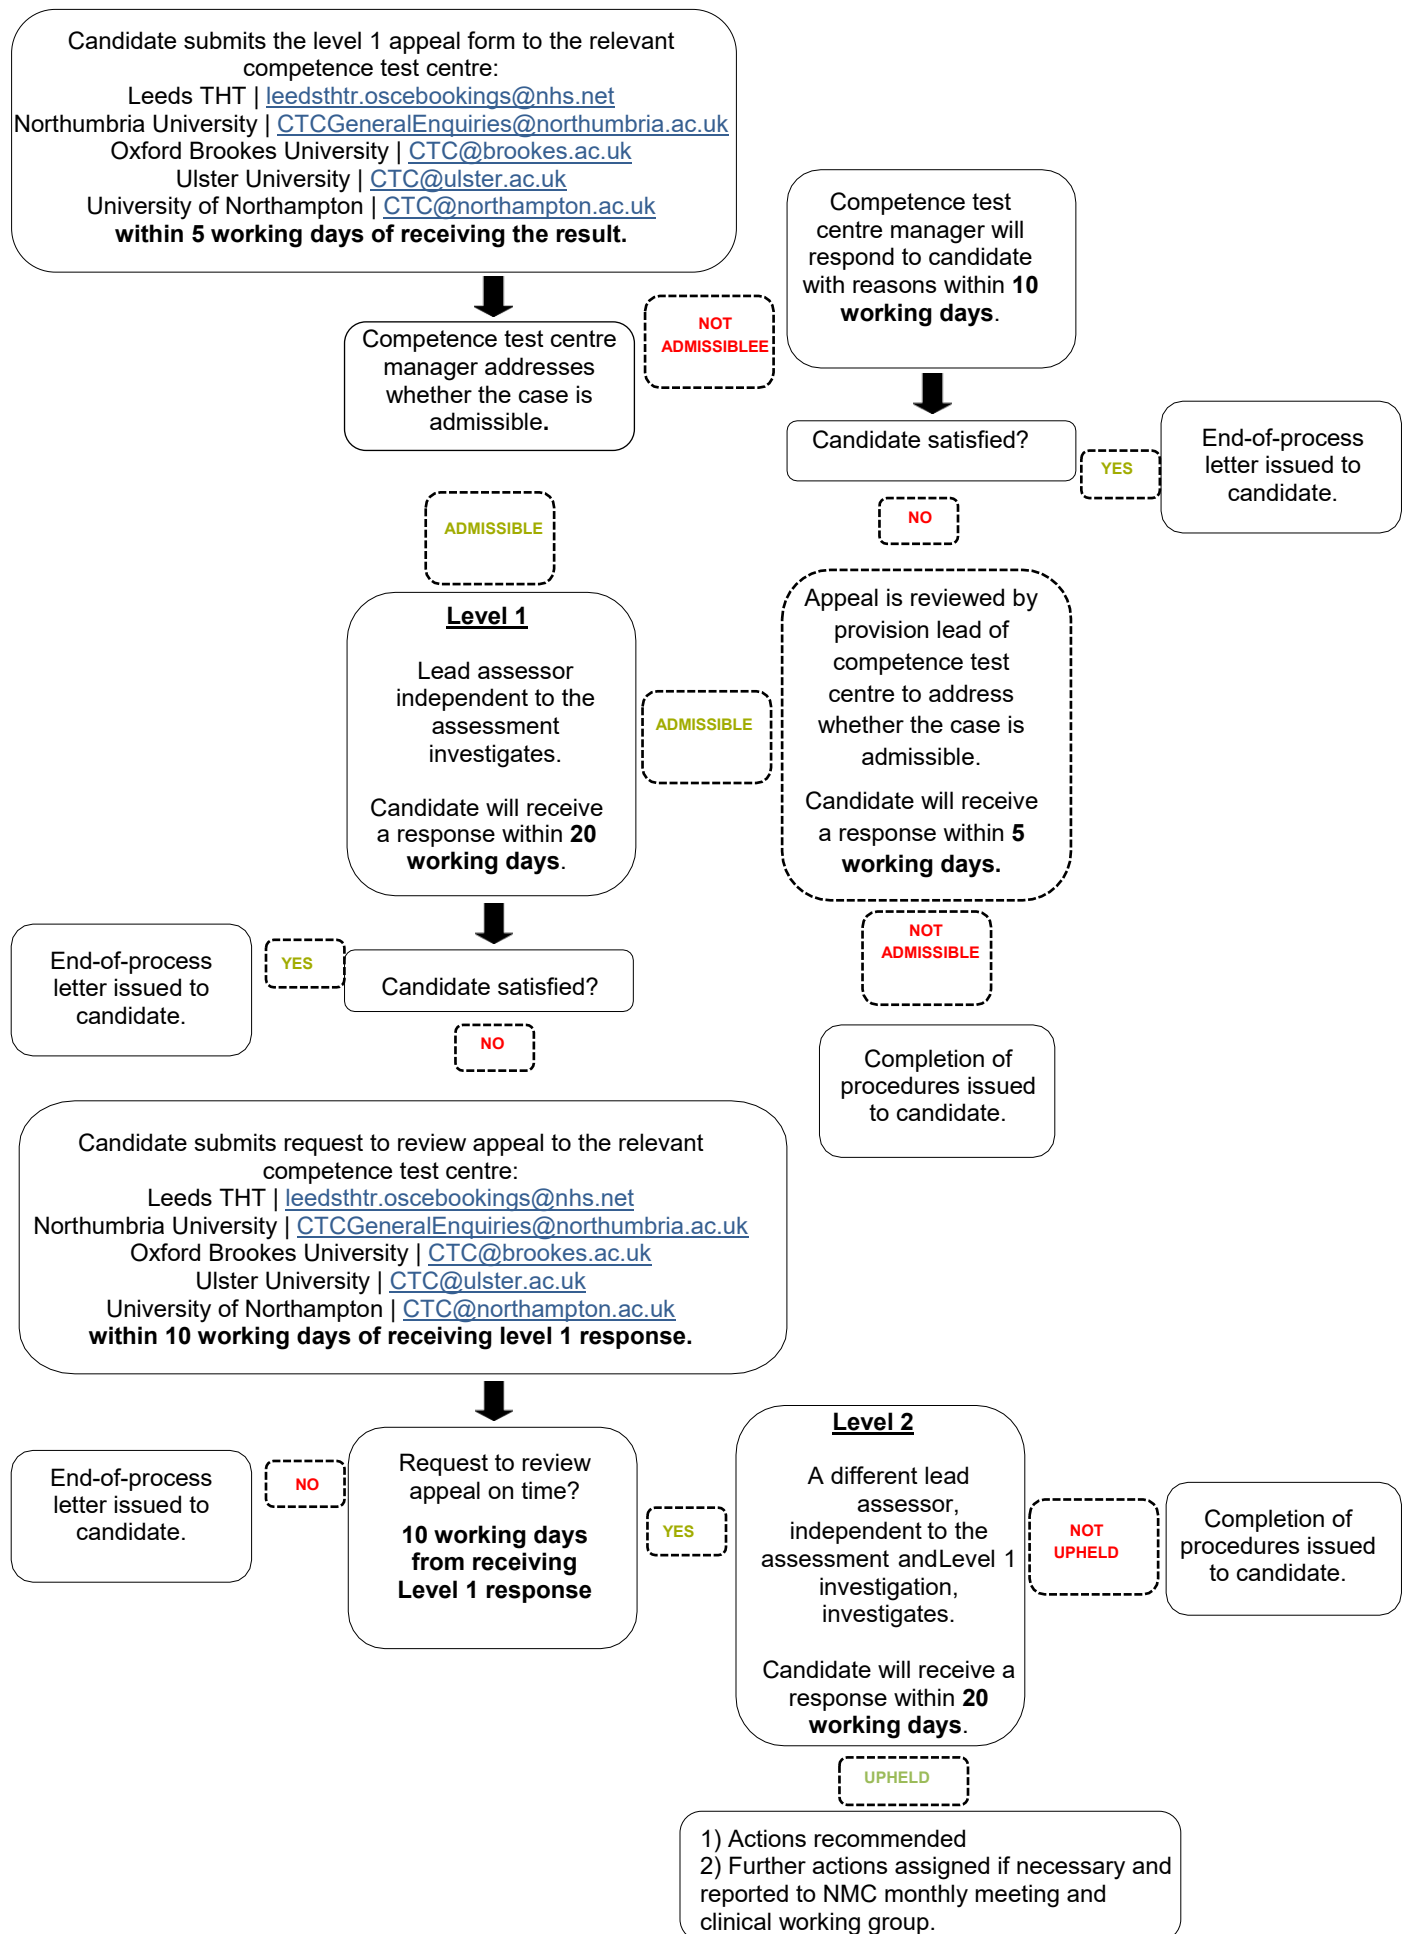 Candidate submits the level 1 appeal form to the relevant
competence test centre:
Leeds THT | leedsthtr.oscebookings@nhs.net
Northumbria University | CTCGeneralEnquiries@northumbria.ac.uk
Oxford Brookes University | CTC@brookes.ac.uk
Ulster University | CTC@ulster.ac.uk
University of Northampton | CTC@northampton.ac.uk
within 5 working days of receiving the result.
Competence test centre
manager addresses
whether the case is
admissible.
NOT
ADMISSIBLEE
Competence test
centre manager will
respond to candidate
with reasons within 10
working days.
Candidate satisfied?
YES
End-of-process
letter issued to
candidate.
NO
ADMISSIBLE
Level 1
Lead assessor
independent to the
assessment
investigates.
Candidate will receive
a response within 20
working days.
ADMISSIBLE
Appeal is reviewed by
provision lead of
competence test
centre to address
whether the case is
admissible.
Candidate will receive
a response within 5
working days.
NOT
ADMISSIBLE
Completion of
procedures issued
to candidate.
End-of-process
letter issued to
candidate.
YES
Candidate satisfied?
NO
Candidate submits request to review appeal to the relevant
competence test centre:
Leeds THT | leedsthtr.oscebookings@nhs.net
Northumbria University | CTCGeneralEnquiries@northumbria.ac.uk
Oxford Brookes University | CTC@brookes.ac.uk
Ulster University | CTC@ulster.ac.uk
University of Northampton | CTC@northampton.ac.uk
within 10 working days of receiving level 1 response.
End-of-process
letter issued to
candidate.
NO
Request to review
appeal on time?
10 working days
from receiving
Level 1 response
YES
Level 2
A different lead
assessor,
independent to the
assessment andLevel 1
investigation,
investigates.
Candidate will receive a
response within 20
working days.
NOT
UPHELD
Completion of
procedures issued
to candidate.
UPHELD
1) Actions recommended
2) Further actions assigned if necessary and
reported to NMC monthly meeting and
clinical working group.